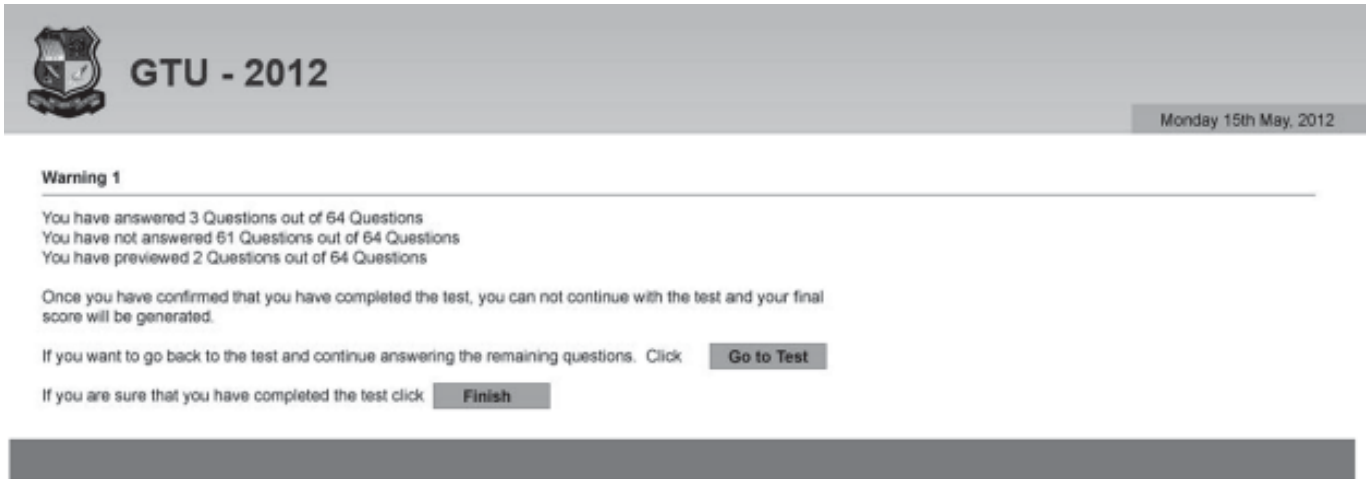 GTU - 2012
Monday 15th May, 2012
Warning 1
You have answered 3 Questions out of 64 Questions
You have not answered 61 Questions out of 64 Questions
You have previewed 2 Questions out of 64 Questions
Once you have confirmed that you have completed the test, you can not continue with the test and your final
score will be generated.
If you want to go back to the test and continue answering the remaining questions. Click Go to Test
If you are sure that you have completed the test click Finish